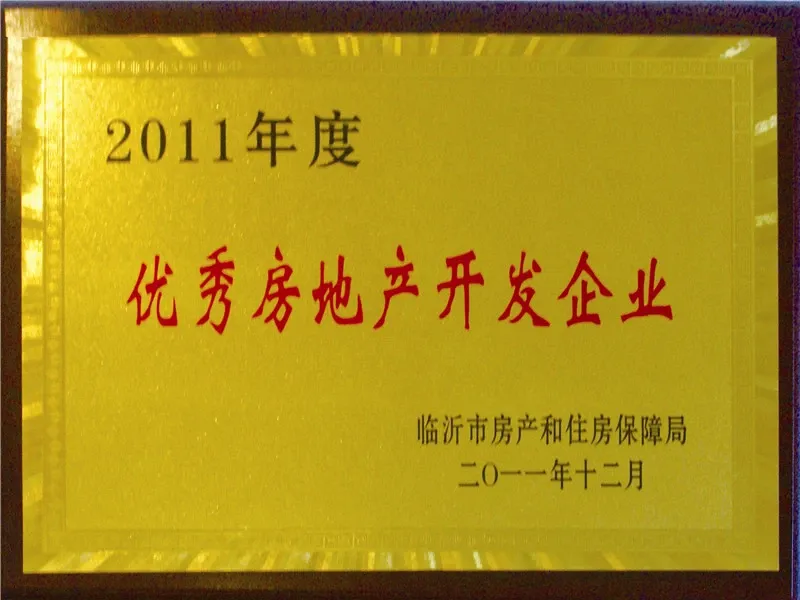 2011年度
优秀房地产开发企业
临沂市房产和住房保障局
二〇一一年十二月